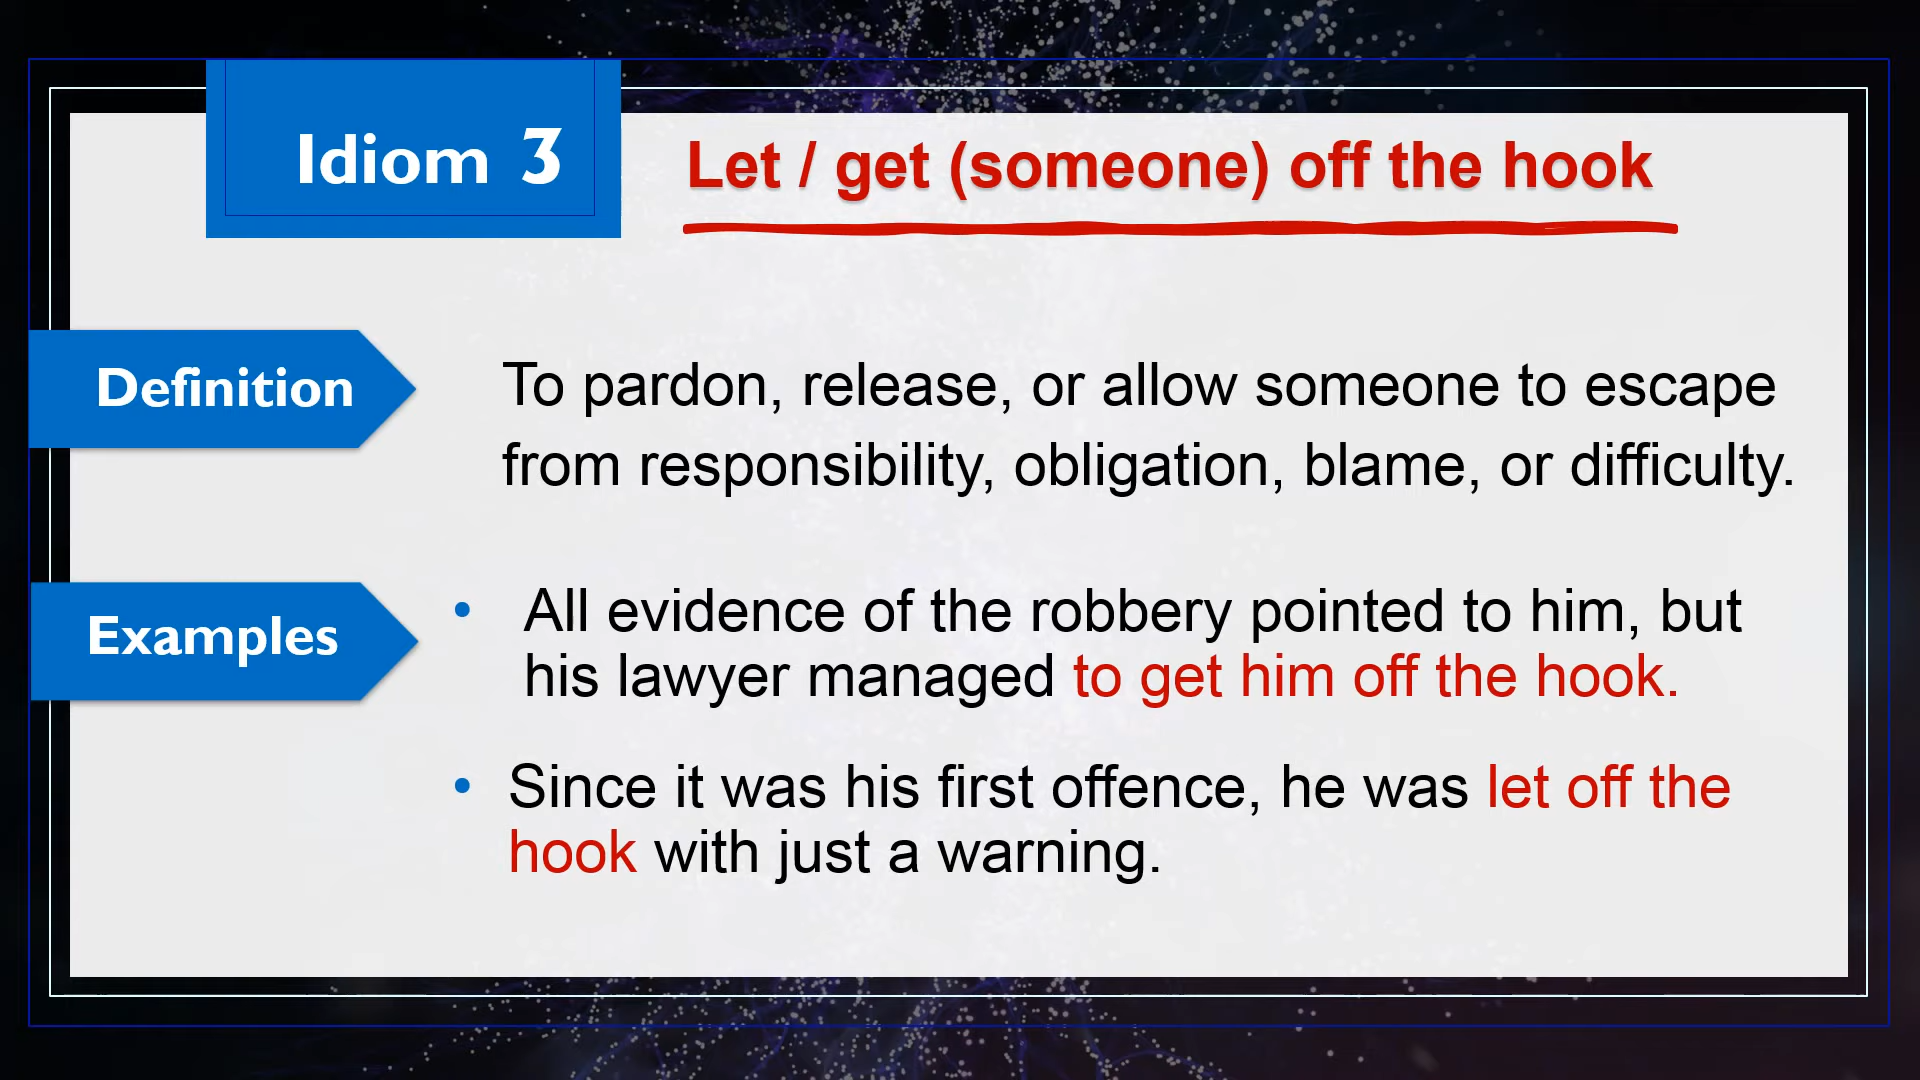 Idiom 3
Let / get (someone) off the hook
Definition
To pardon, release, or allow someone to escape
from responsibility, obligation, blame, or difficulty.
Examples
• All evidence of the robbery pointed to him, but
his lawyer managed to get him off the hook.
• Since it was his first offence, he was let off the
hook with just a warning.